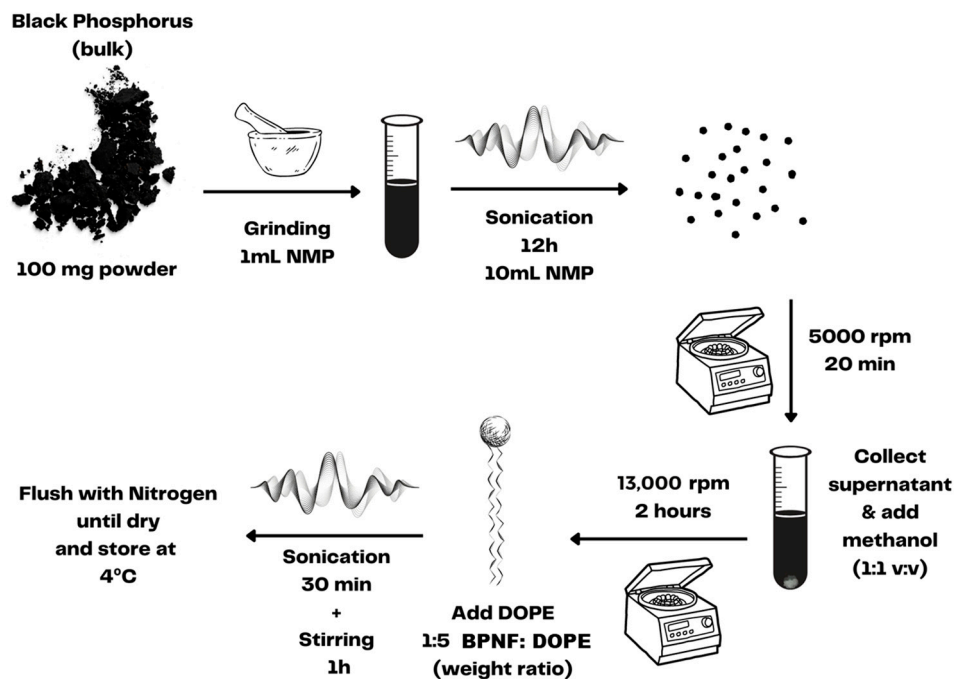 Black Phosphorus
(bulk)
100 mg powder
Grinding
1mL NMP
Sonication
12h
10mL NMP
5000 rpm
20 min
Collect
supernatant
& add
methanol
(1:1 v:v)
13,000 rpm
2 hours
Add DOPE
1:5 BPNF: DOPE
(weight ratio)
Sonication
30 min
+
Stirring
1h
Flush with Nitrogen
until dry
and store at
4°C